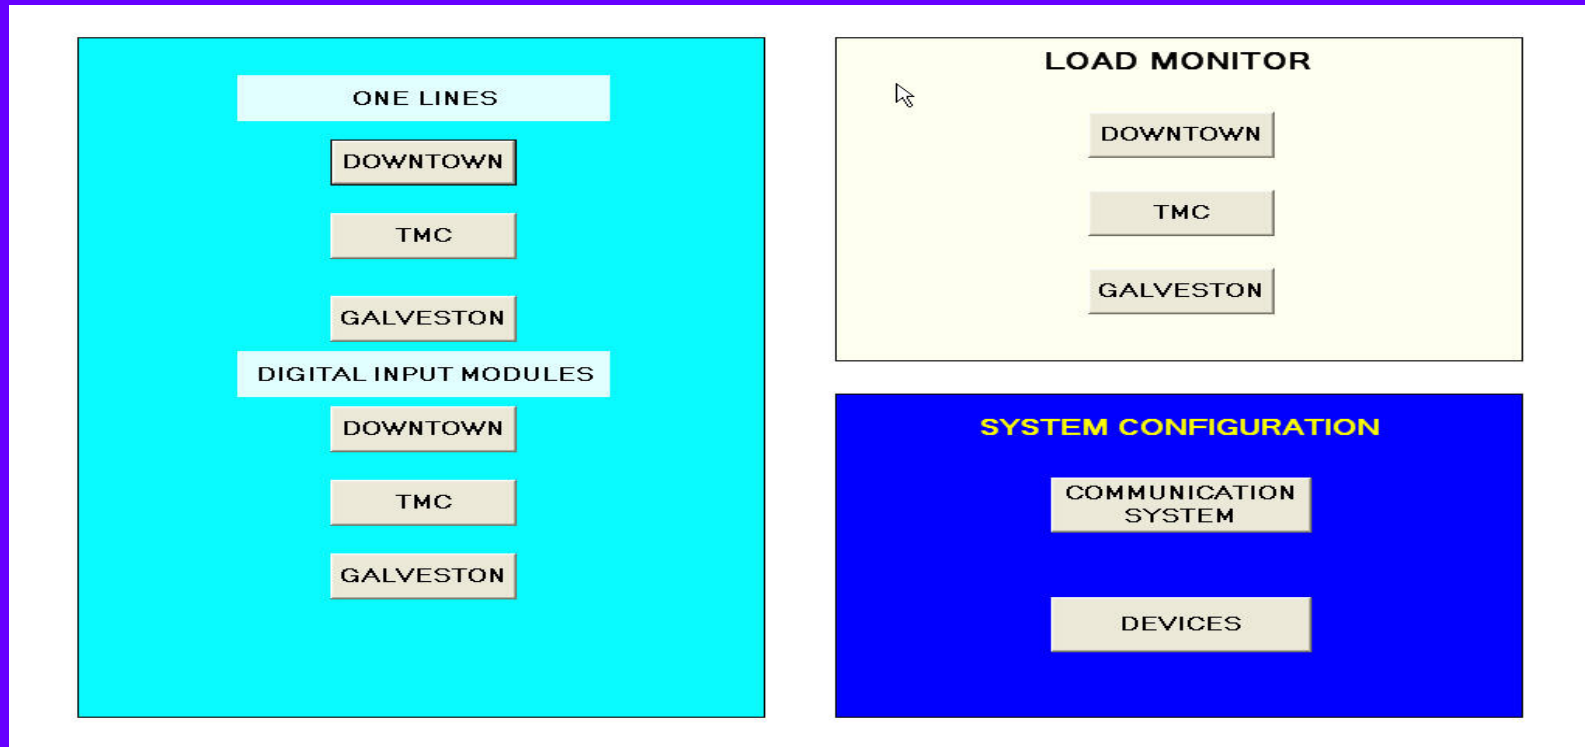 ONE LINES
DOWNTOWN
TMC
GALVESTON
DIGITAL INPUT MODULES
DOWNTOWN
TMC
GALVESTON
LOAD MONITOR
DOWNTOWN
TMC
GALVESTON
SYSTEM CONFIGURATION
COMMUNICATION
SYSTEM
DEVICES